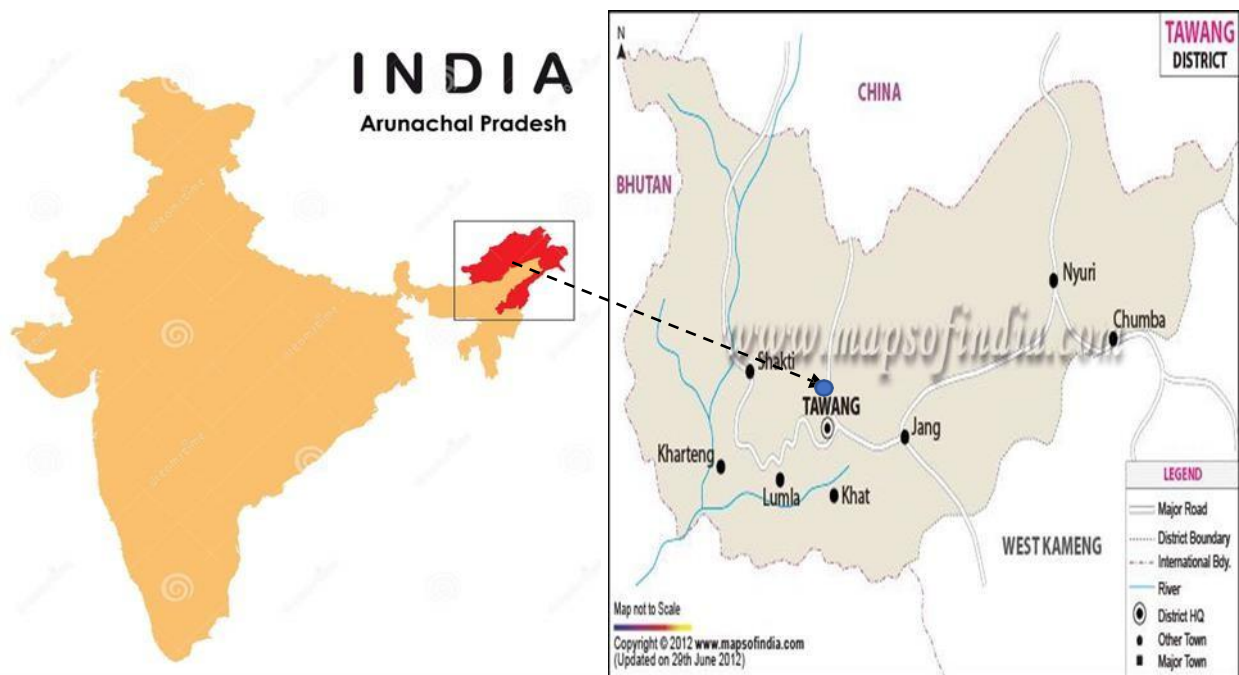 INDIA
Arunachal Pradesh
dreamstime
N
TAWANG
DISTRICT
CHINA
BHUTAN
Nyuri
www.mapsofindia.com
Chumba
Shakti
TAWANG
Jang
Kharteng
Lumla
Khat
WEST KAMENG
LEGEND
Major Road
District Boundary
International Bdy.
River
District HQ
Other Town
Major Town
Map not to Scale
Copyright © 2012 www.mapsofindia.com
(Updated on 29th June 2012)